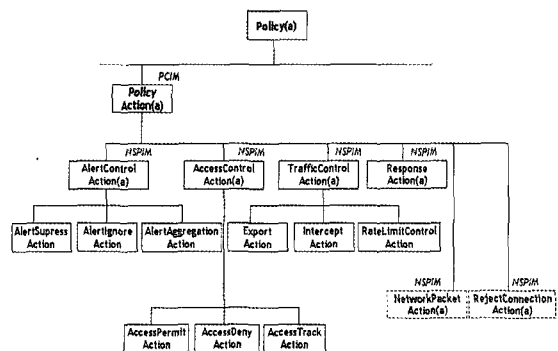 Policy(a)
PCIM
Policy
Action(a)
NSPIM
NSPIM
NSPIM
NSPIM
AlertControl
Action(a)
AccessControl
Action(a)
TrafficControl
Action(a)
Response
Action(a)
AlertSupress
Action
AlertIgnore
Action
AlertAggregation
Action
Export
Action
Intercept
Action
RateLimitControl
Action
NSPIM
NSPIM
NetworkPacket
Action(a)
RejectConnection
Action(a)
AccessPermit
Action
AccessDeny
Action
AccessTrack
Action